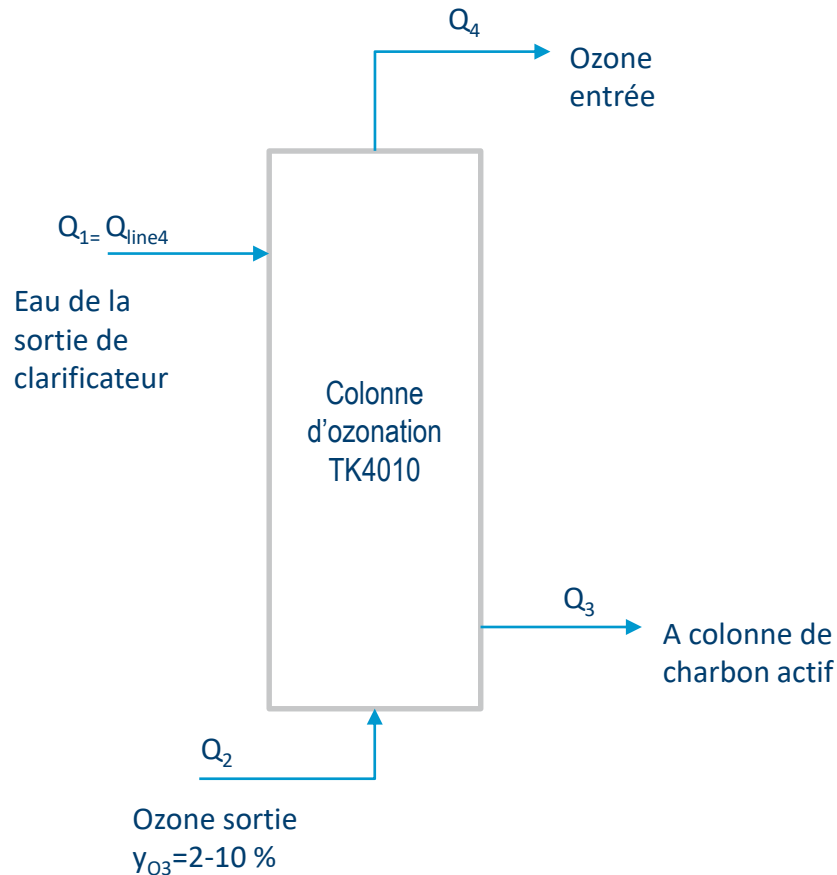 Q4
Ozone
entrée
Q1= Qline4
Eau de la
sortie de
clarificateur
Colonne
d'ozonation
TK4010
Q3
A colonne de
charbon actif
Q2
Ozone sortie
yO3=2-10 %